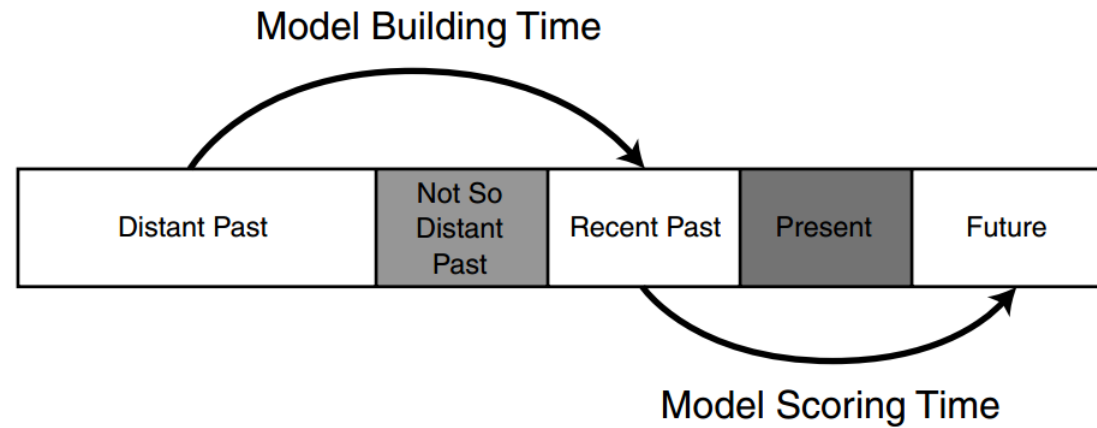 Model Building Time
Distant Past
Not So
Distant
Past
Recent Past
Present
Future
Model Scoring Time